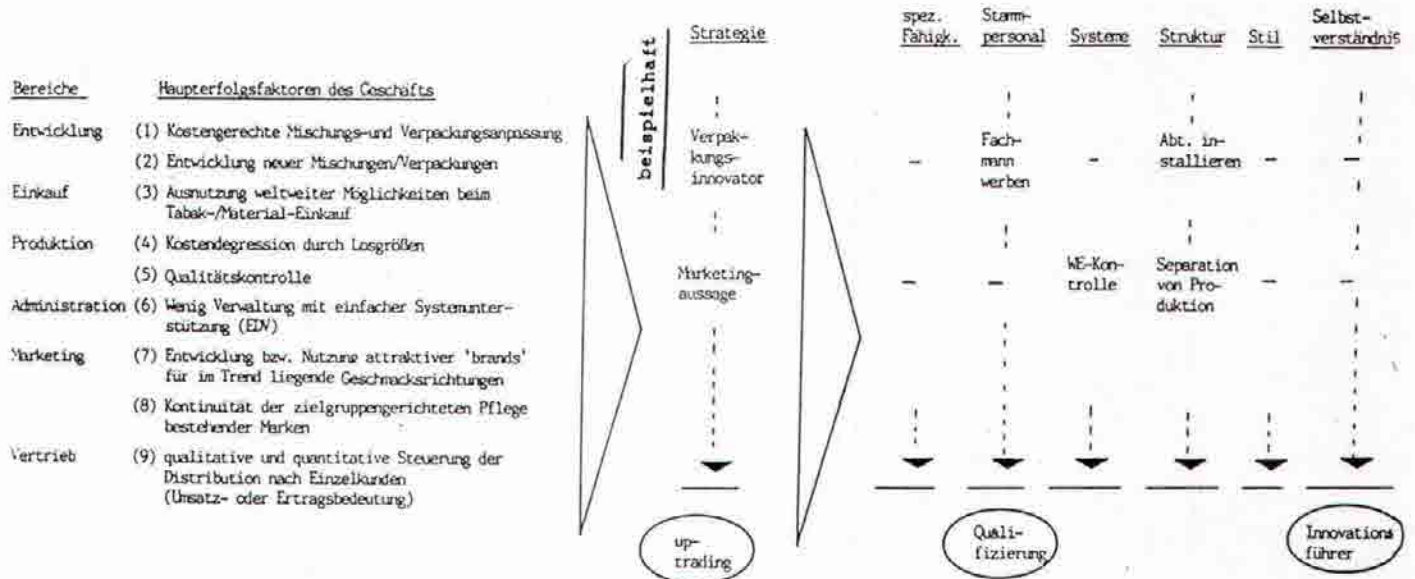 spez. Stamm- Selbst-
Strategie Fähigk. personal Systeme Struktur Stil verständnis
beispielhaft
Bereiche Haupterfolgsfaktoren des Geschäfts
Entwicklung (1) Kostengerechte Mischungs-und Verpackungsanpassung
(2) Entwicklung neuer Mischungen/Verpackungen
Einkauf (3) Ausnutzung weltweiter Möglichkeiten beim
Tabak-/Material-Einkauf
Produktion (4) Kostendegression durch Losgrößen
(5) Qualitätskontrolle
Administration (6) Wenig Verwaltung mit einfacher Systemunter-
stützung (EDV)
Marketing (7) Entwicklung bzw. Nutzung attraktiver 'brands'
für im Trend liegende Geschmacksrichtungen
(8) Kontinuität der zielgruppengerichteten Pflege
bestehender Marken
Vertrieb (9) qualitative und quantitative Steuerung der
Distribution nach Einzelkunden
(Umsatz- oder Ertragsbedeutung)
Verpak-
kungs-
innovator
Marketing-
aussage
up-
trading
- Fach- - Abt. in- - -
mann stallieren
werben
- - WE-Kon- Separation - -
trolle von Pro-
duktion
Quali-
fizierung
Innovations
führer